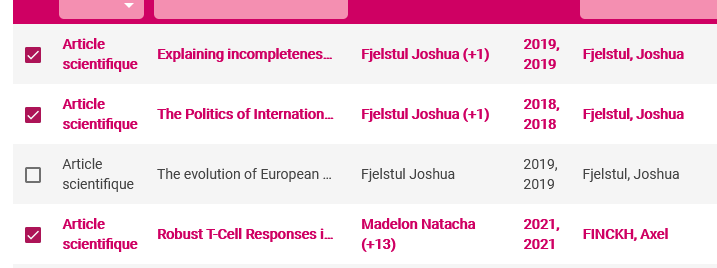 Article
scientifique
Explaining incompletenes...
Fjelstul Joshua (+1)
2019,
2019
Fjelstul, Joshua
Article
scientifique
The Politics of Internation...
Fjelstul Joshua (+1)
2018,
2018
Fjelstul, Joshua
Article
scientifique
The evolution of European ...
Fjelstul Joshua
2019,
2019
Fjelstul, Joshua
Article
scientifique
Robust T-Cell Responses i...
Madelon Natacha
(+13)
2021,
2021
FINCKH, Axel